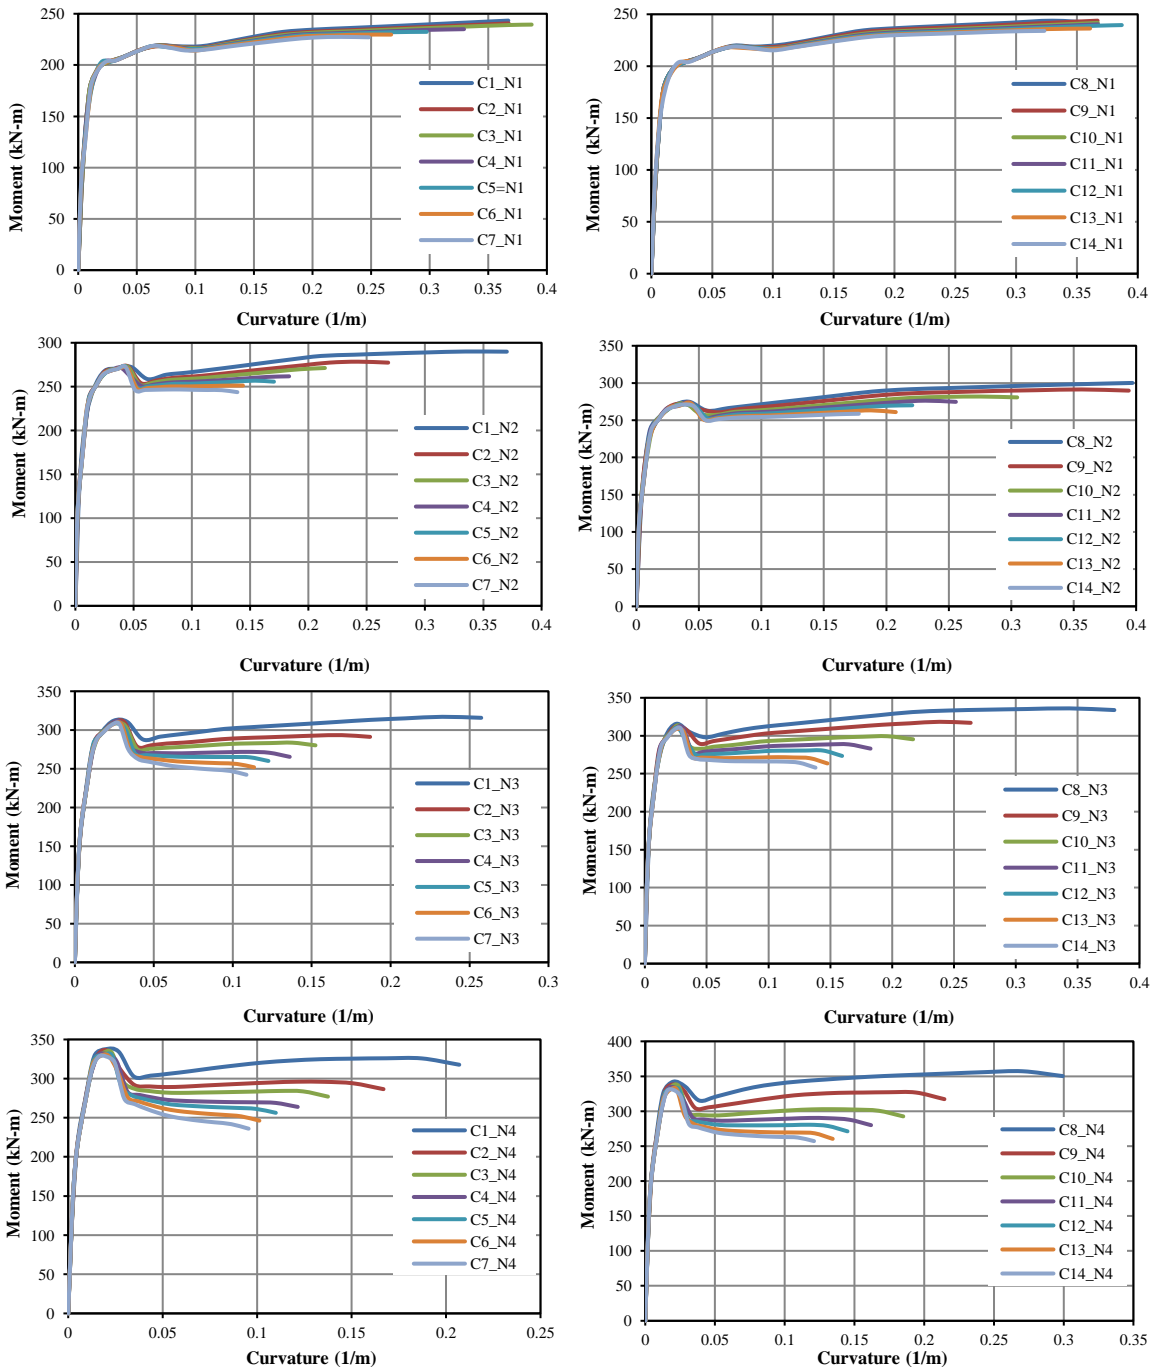 250
200
150
100
50
0
Moment (kN-m)
C1_N1
C2_N1
C3_N1
C4_N1
C5=N1
C6_N1
C7_N1
0 0.05 0.1 0.15 0.2 0.25 0.3 0.35 0.4
Curvature (1/m)
250
200
150
100
50
0
Moment (kN-m)
C8_N1
C9_N1
C10_N1
C11_N1
C12_N1
C13_N1
C14_N1
0 0.05 0.1 0.15 0.2 0.25 0.3 0.35 0.4
Curvature (1/m)
300
250
200
150
100
50
0
Moment (kN-m)
C1_N2
C2_N2
C3_N2
C4_N2
C5_N2
C6_N2
C7_N2
0 0.05 0.1 0.15 0.2 0.25 0.3 0.35 0.4
Curvature (1/m)
350
300
250
200
150
100
50
0
Moment (kN-m)
C8_N2
C9_N2
C10_N2
C11_N2
C12_N2
C13_N2
C14_N2
0 0.05 0.1 0.15 0.2 0.25 0.3 0.35 0.4
Curvature (1/m)
350
300
250
200
150
100
50
0
Moment (kN-m)
C1_N3
C2_N3
C3_N3
C4_N3
C5_N3
C6_N3
C7_N3
0 0.05 0.1 0.15 0.2 0.25 0.3
Curvature (1/m)
350
300
250
200
150
100
50
0
Moment (kN-m)
C8_N3
C9_N3
C10_N3
C11_N3
C12_N3
C13_N3
C14_N3
0 0.05 0.1 0.15 0.2 0.25 0.3 0.35 0.4
Curvature (1/m)
350
300
250
200
150
100
50
0
Moment (kN-m)
C1_N4
C2_N4
C3_N4
C4_N4
C5_N4
C6_N4
C7_N4
0 0.05 0.1 0.15 0.2 0.25
Curvature (1/m)
400
350
300
250
200
150
100
50
0
Moment (kN-m)
C8_N4
C9_N4
C10_N4
C11_N4
C12_N4
C13_N4
C14_N4
0 0.05 0.1 0.15 0.2 0.25 0.3 0.35
Curvature (1/m)